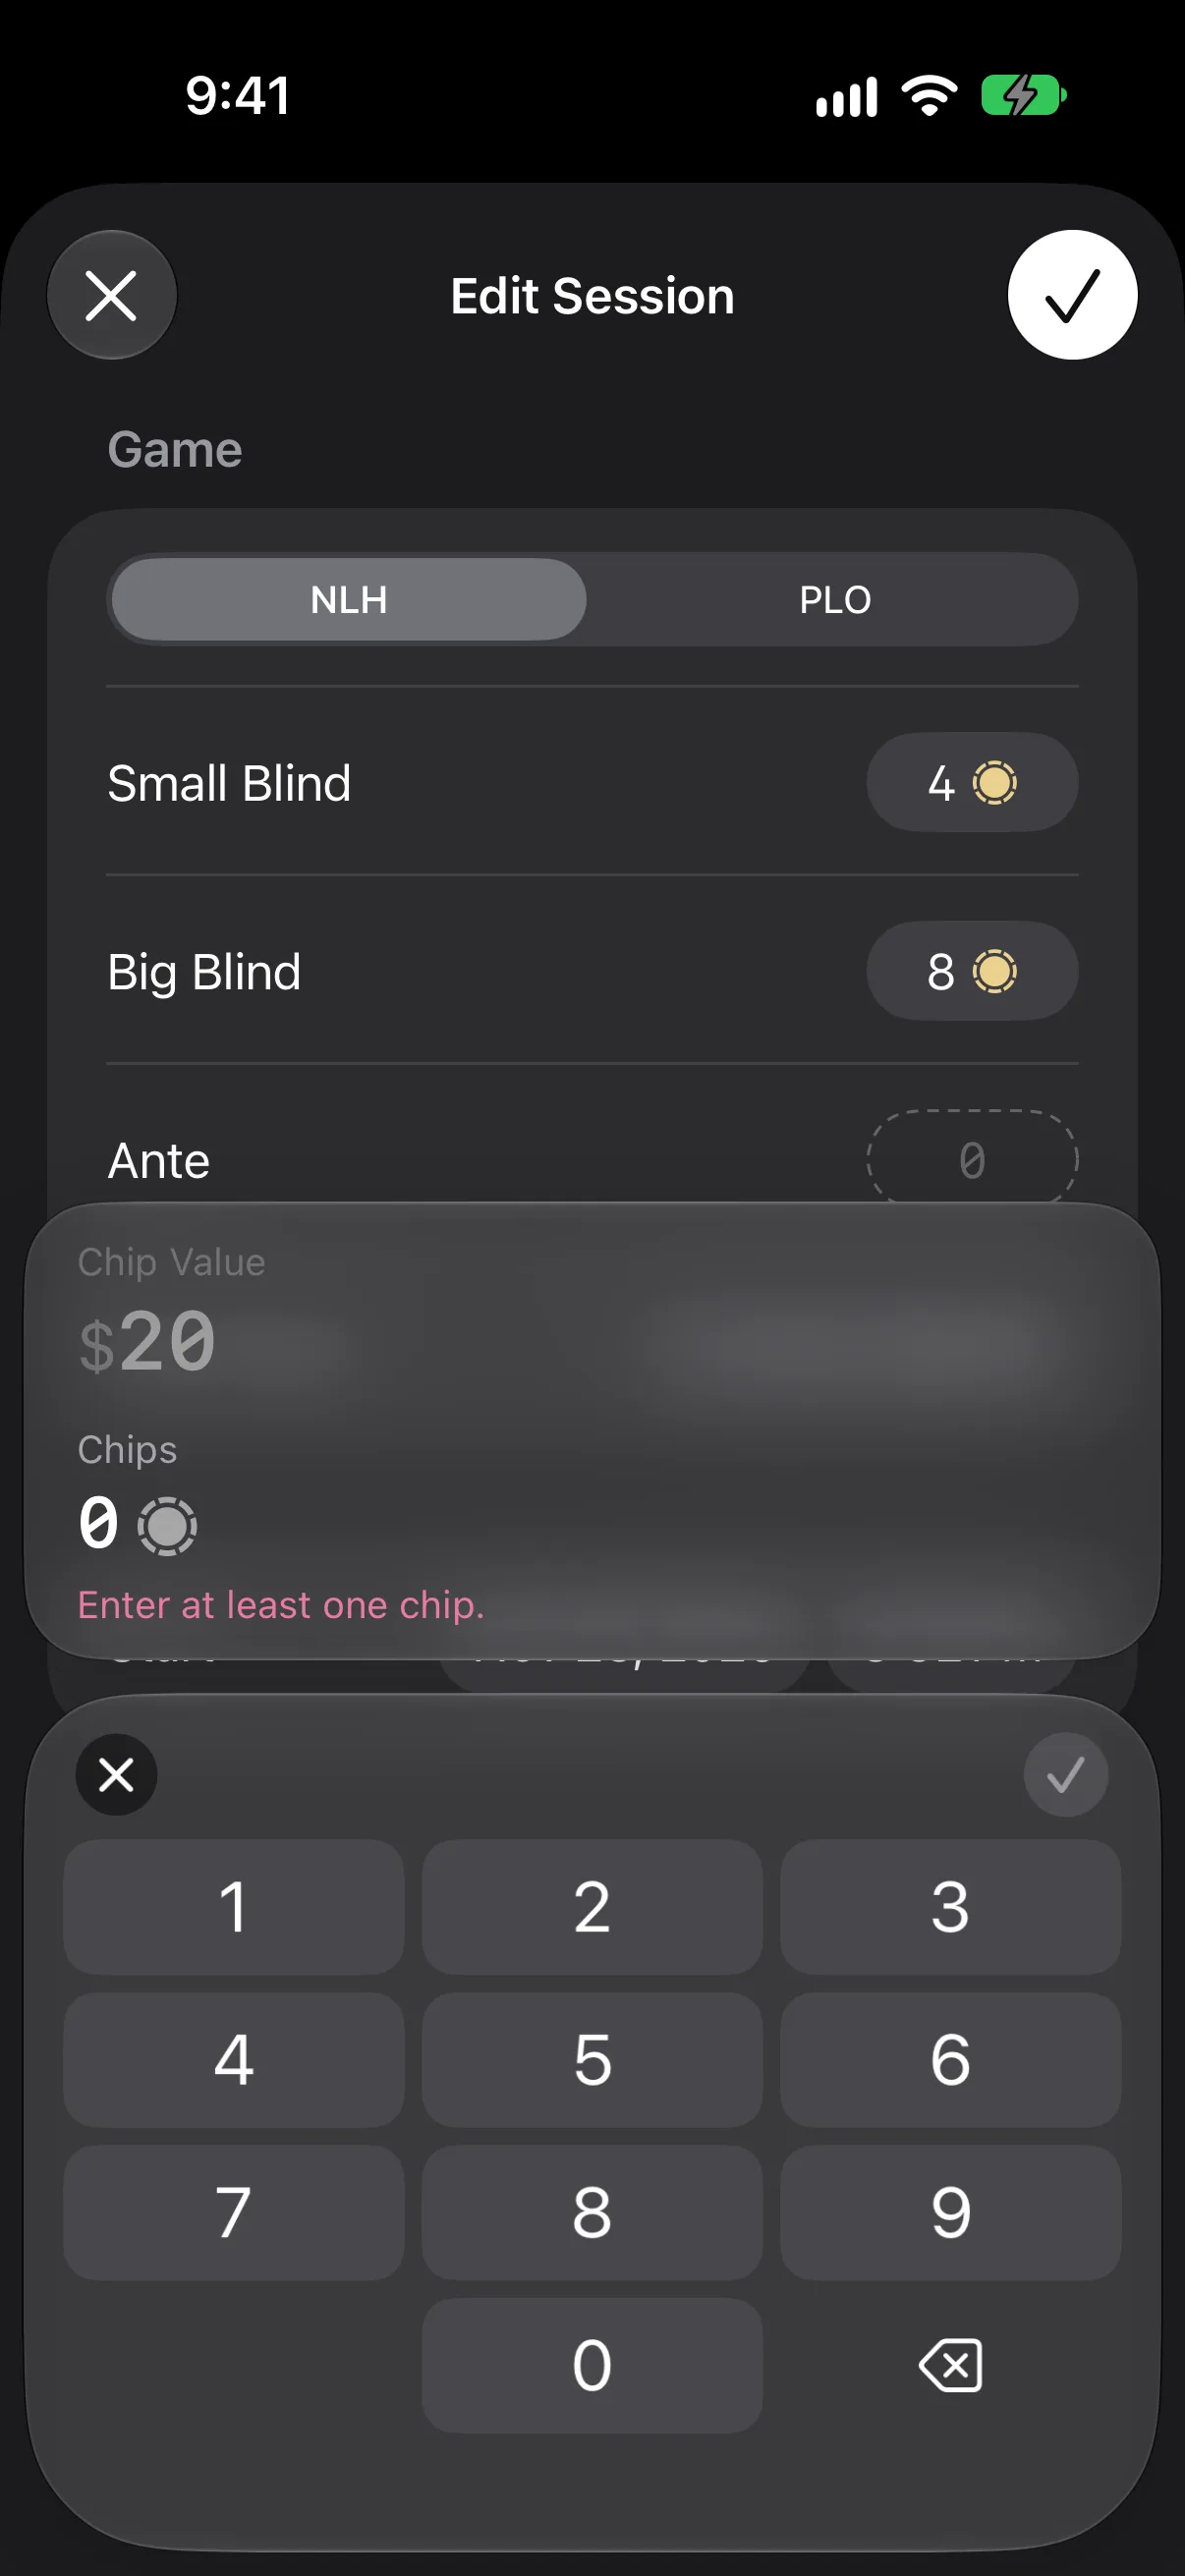 9:41
Edit Session
Game
NLH PLO
Small Blind 4
Big Blind 8
Ante 0
Chip Value
$20
Chips
0
Enter at least one chip.
1 2 3
4 5 6
7 8 9
0